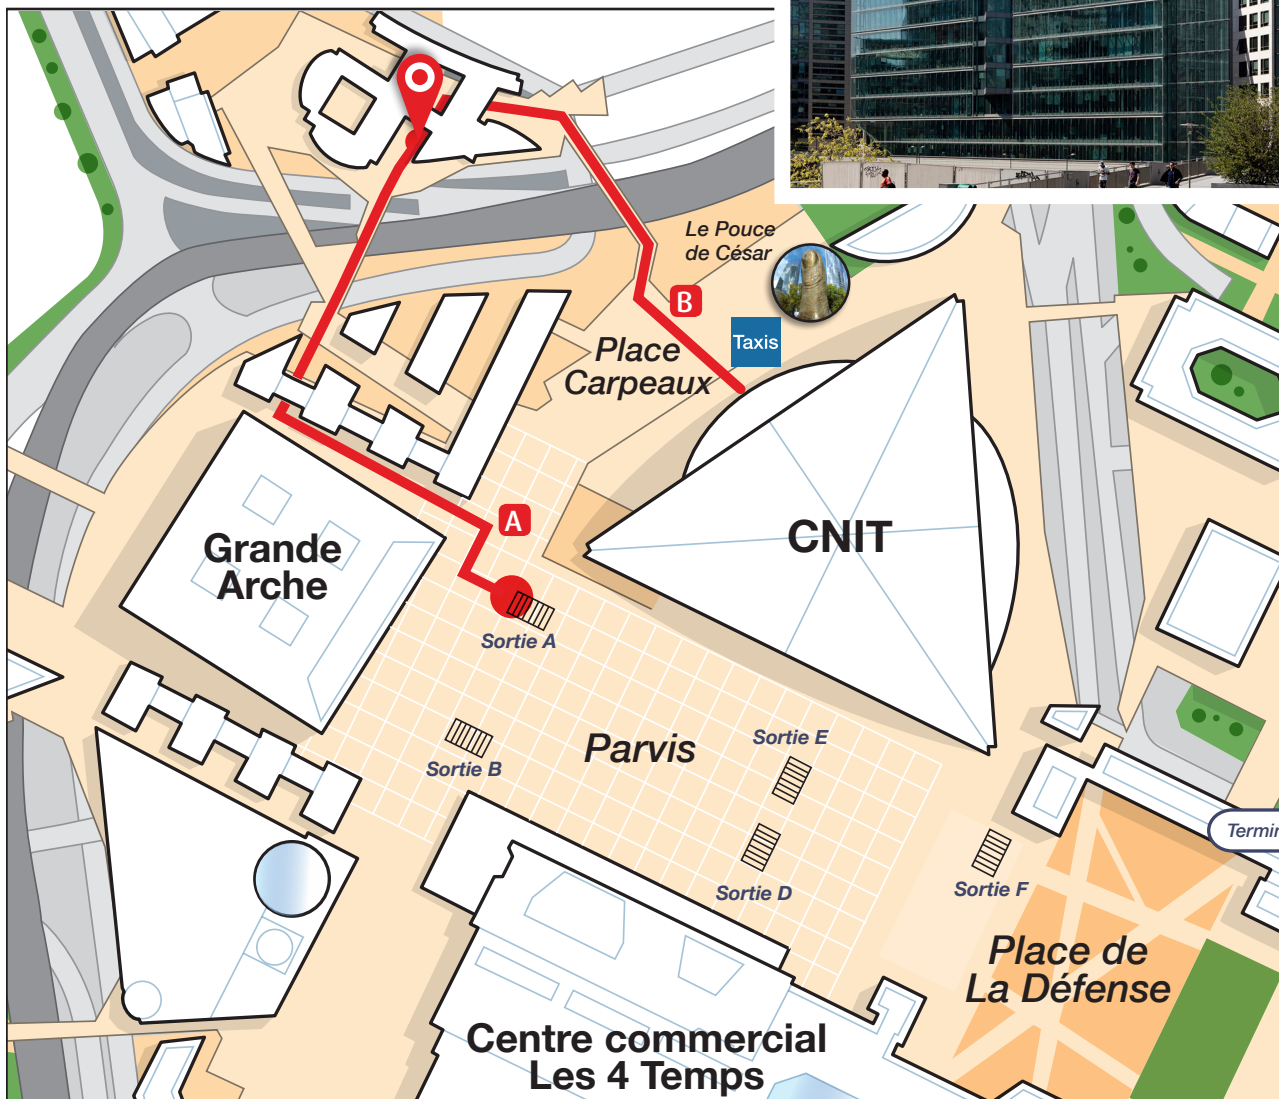 Le Pouce
de César
B
Taxis
Place
Carpeaux
A
CNIT
Grande
Arche
Sortie A
Sortie B
Parvis
Sortie E
Sortie D
Sortie F
Place de
La Défense
Centre commercial
Les 4 Temps